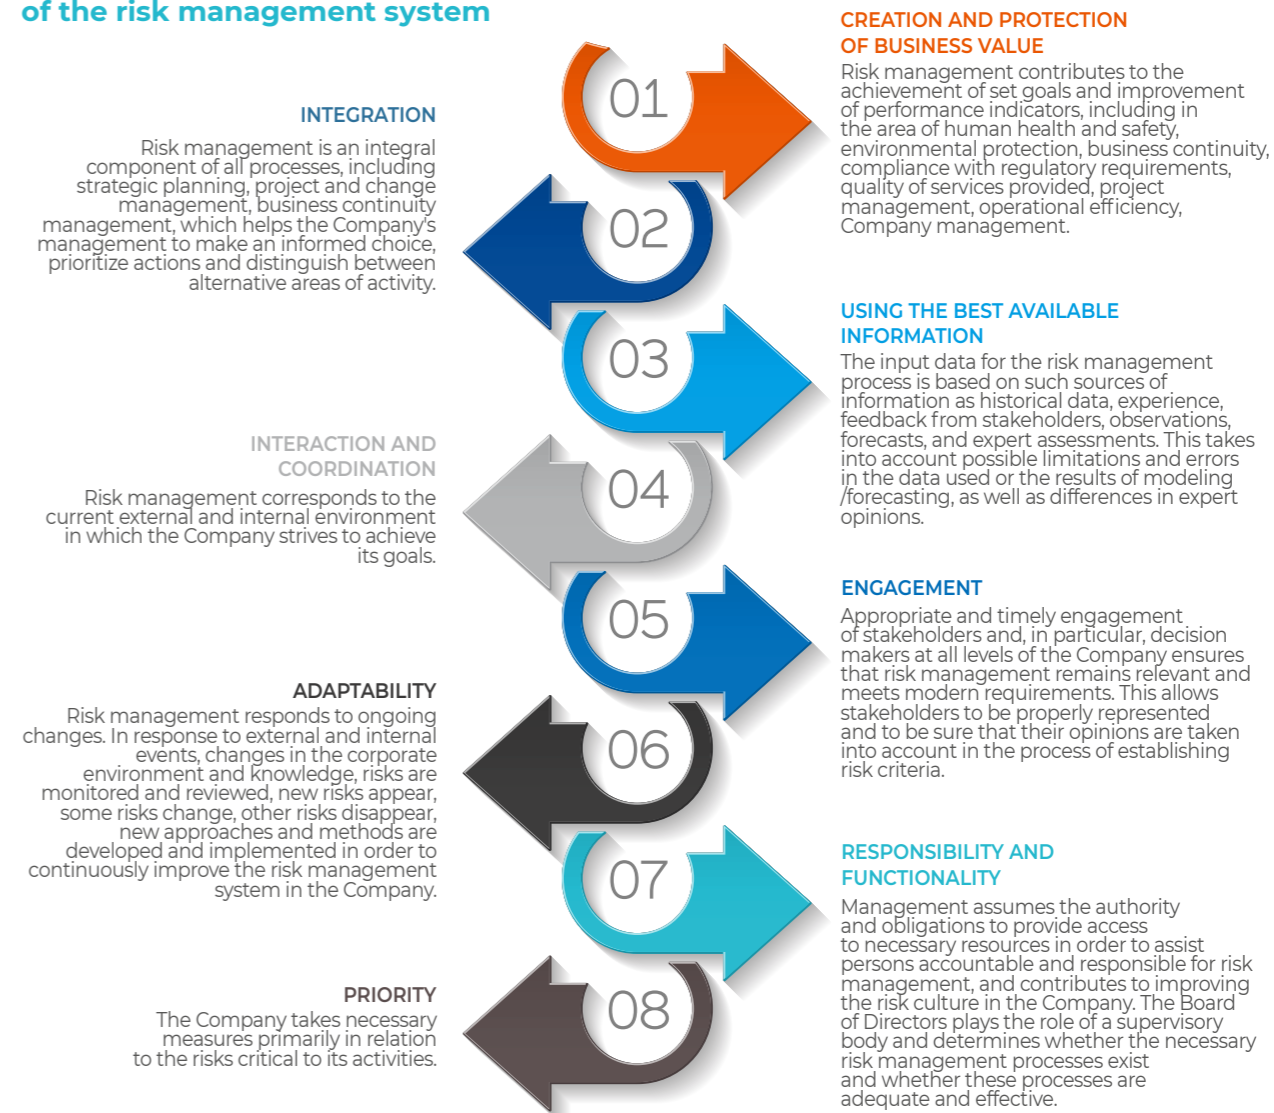 of the risk management system
01
CREATION AND PROTECTION
OF BUSINESS VALUE
Risk management contributes to the
achievement of set goals and improvement
of performance indicators, including in
the area of human health and safety,
environmental protection, business continuity,
compliance with regulatory requirements,
quality of services provided, project
management, operational efficiency,
Company management.
INTEGRATION
Risk management is an integral
component of all processes, including
strategic planning, project and change
management, business continuity
management, which helps the Company's
management to make an informed choice,
prioritize actions and distinguish between
alternative areas of activity.
02
03
USING THE BEST AVAILABLE
INFORMATION
The input data for the risk management
process is based on such sources of
information as historical data, experience,
feedback from stakeholders, observations,
forecasts, and expert assessments. This takes
into account possible limitations and errors
in the data used or the results of modeling
/forecasting, as well as differences in expert
opinions.
INTERACTION AND
COORDINATION
Risk management corresponds to the
current external and internal environment
in which the Company strives to achieve
its goals.
04
05
ENGAGEMENT
Appropriate and timely engagement
of stakeholders and, in particular, decision
makers at all levels of the Company ensures
that risk management remains relevant and
meets modern requirements. This allows
stakeholders to be properly represented
and to be sure that their opinions are taken
into account in the process of establishing
risk criteria.
ADAPTABILITY
Risk management responds to ongoing
changes. In response to external and internal
events, changes in the corporate
environment and knowledge, risks are
monitored and reviewed, new risks appear,
some risks change, other risks disappear,
new approaches and methods are
developed and implemented in order to
continuously improve the risk management
system in the Company.
06
07
RESPONSIBILITY AND
FUNCTIONALITY
Management assumes the authority
and obligations to provide access
to necessary resources in order to assist
persons accountable and responsible for risk
management, and contributes to improving
the risk culture in the Company. The Board
of Directors plays the role of a supervisory
body and determines whether the necessary
risk management processes exist
and whether these processes are
adequate and effective.
PRIORITY
The Company takes necessary
measures primarily in relation
to the risks critical to its activities.
08